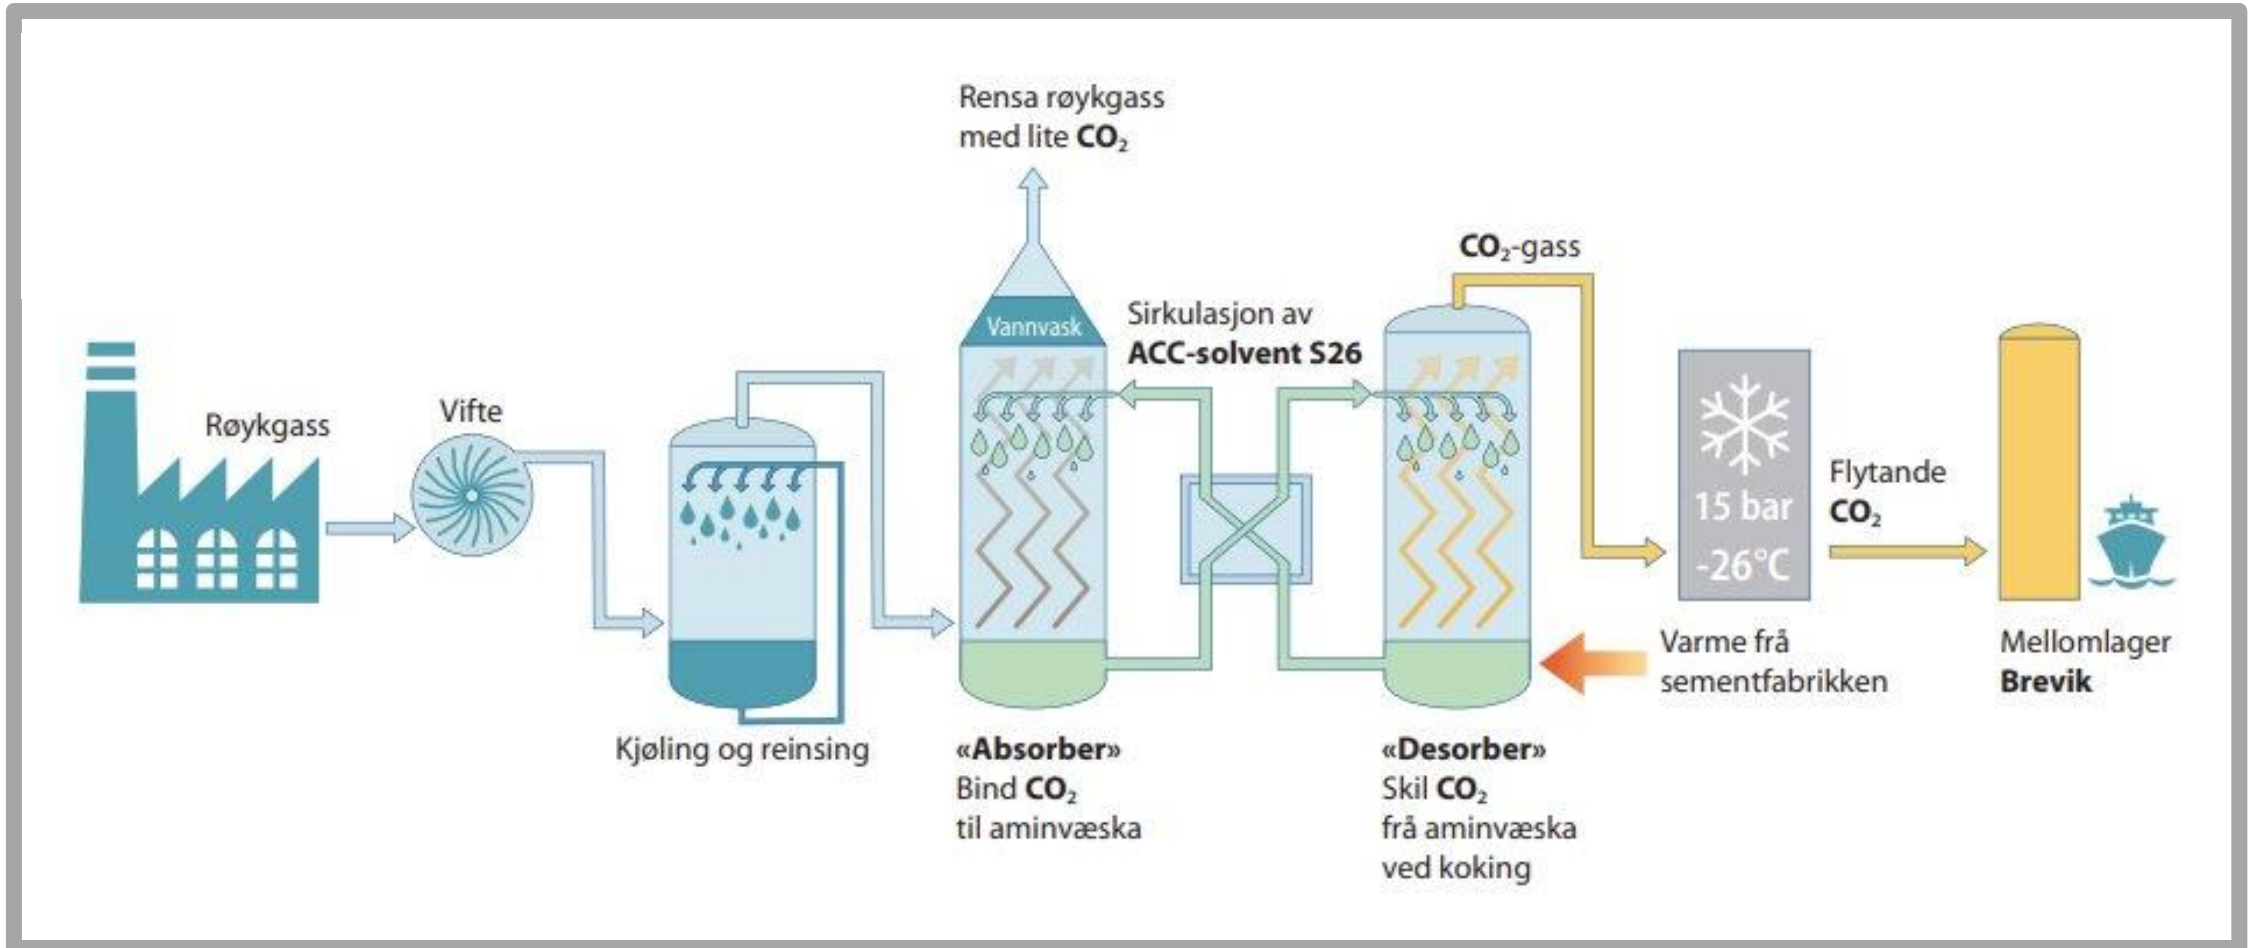 Rensa røykgass
med lite CO₂
CO₂-gass
Sirkulasjon av
ACC-solvent S26
Vannvask
Røykgass
Vifte
Flytande
CO₂
15 bar
-26°C
Varme frå
sementfabrikken
Mellomlager
Brevik
Kjøling og reinsing
«Absorber»
Bind CO₂
til aminvæska
«Desorber»
Skil CO₂
frå aminvæska
ved koking